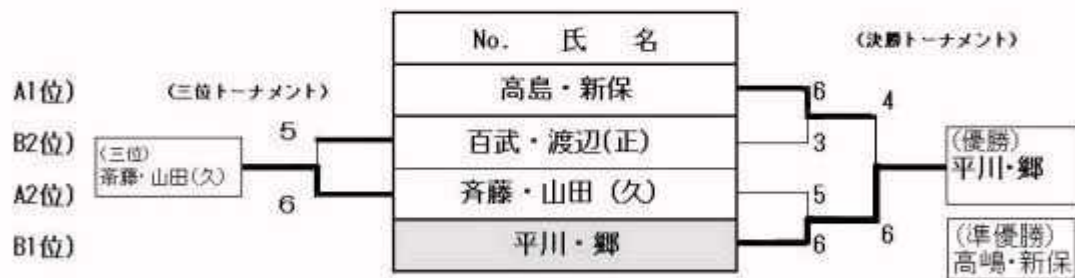 No. 氏 名
(決勝トーナメント)
A1位) (三位トーナメント) 高島・新保 6 4
B2位) 5 百武・渡辺(正) 3
(三位)
斎藤・山田(久)
(優勝)
平川・郷
A2位) 6 斉藤・山田 (久) 5
B1位) 平川・郷 6 6
(準優勝)
高嶋・新保